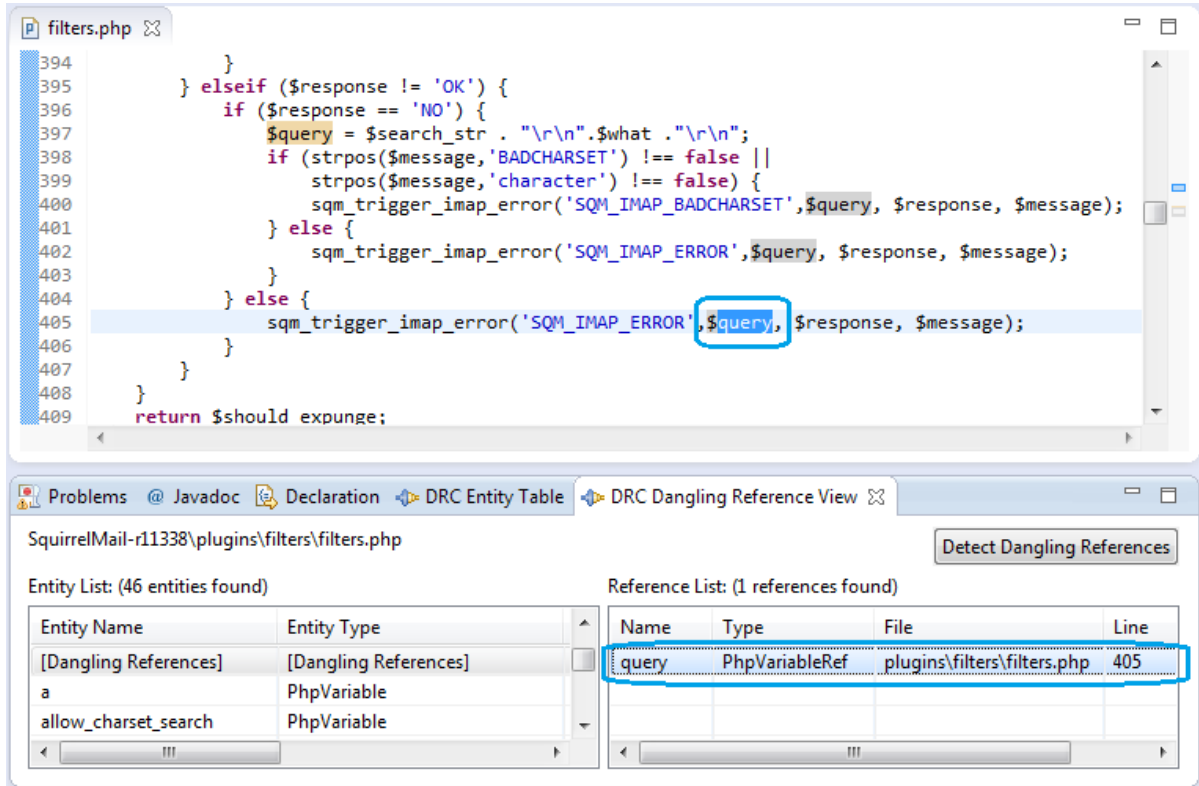 filters.php
394 }
395 } elseif ($response != 'OK') {
396 if ($response == 'NO') {
397 $query = $search_str . "\r\n".$what ."\r\n";
398 if (strpos($message,'BADCHARSET') !== false ||
399 strpos($message,'character') !== false) {
400 sqm_trigger_imap_error('SQM_IMAP_BADCHARSET',$query, $response, $message);
401 } else {
402 sqm_trigger_imap_error('SQM_IMAP_ERROR',$query, $response, $message);
403 }
404 } else {
405 sqm_trigger_imap_error('SQM_IMAP_ERROR',$query, $response, $message);
406 }
407 }
408 }
409 return $should_expunge;
Problems @ Javadoc Declaration DRC Entity Table DRC Dangling Reference View
SquirrelMail-r11338\plugins\filters\filters.php
Detect Dangling References
Entity List: (46 entities found) Reference List: (1 references found)
Entity Name Entity Type Name Type File Line
[Dangling References] [Dangling References] query PhpVariableRef plugins\filters\filters.php 405
a PhpVariable
allow_charset_search PhpVariable